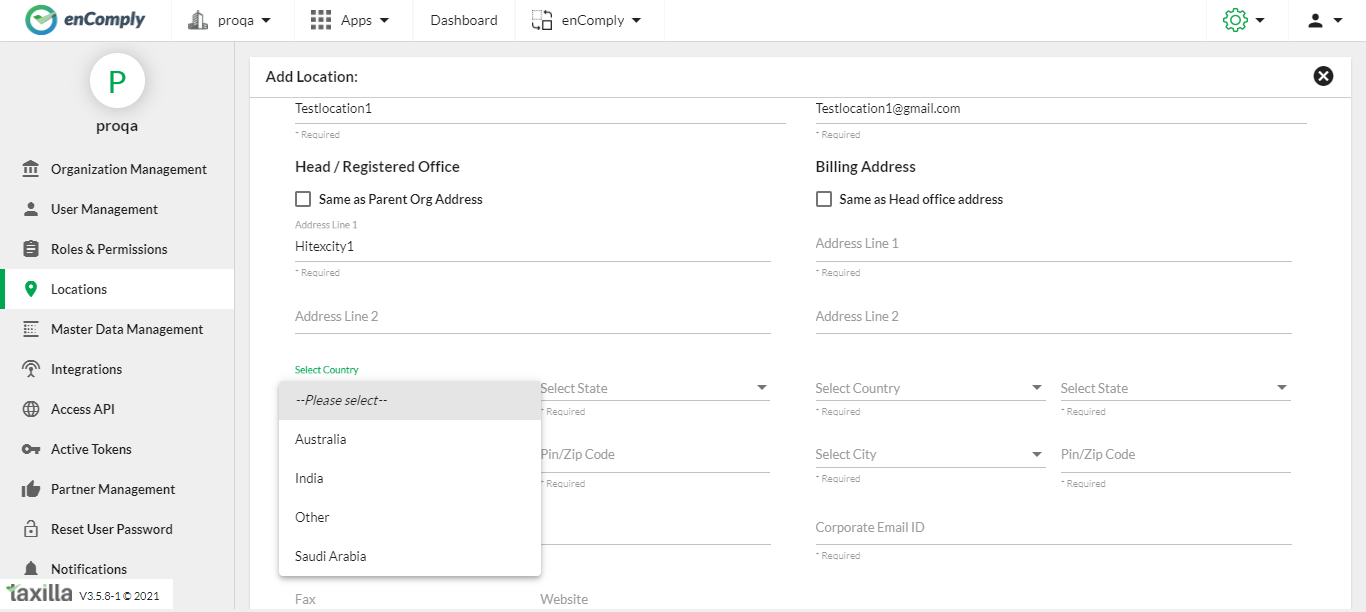 enComply
proqa
Apps
Dashboard
enComply
P
proqa
Organization Management
User Management
Roles & Permissions
Locations
Master Data Management
Integrations
Access API
Active Tokens
Partner Management
Reset User Password
Notifications
taxilla V3.5.8-1 © 2021
Add Location:
Testlocation1
* Required
Testlocation1@gmail.com
* Required
Head / Registered Office
Billing Address
Same as Parent Org Address
Same as Head office address
Address Line 1
Hitexcity1
* Required
Address Line 1
* Required
Address Line 2
Address Line 2
Select Country
--Please select--
Australia
India
Other
Saudi Arabia
Select State
* Required
Select Country
* Required
Select State
* Required
Pin/Zip Code
* Required
Select City
* Required
Pin/Zip Code
* Required
Corporate Email ID
* Required
Fax
Website